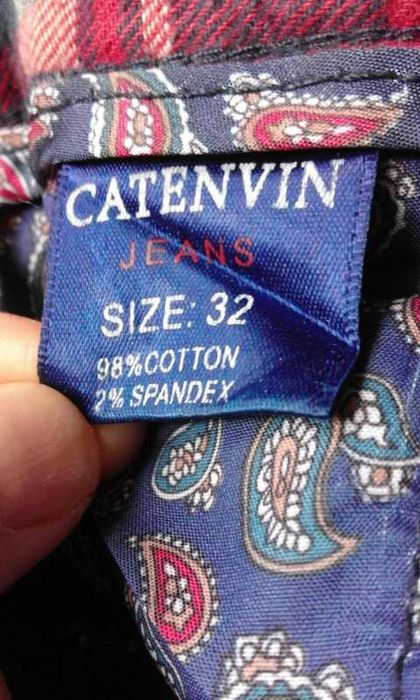 CATENVIN
JEANS
SIZE: 32
98%COTTON
2% SPANDEX